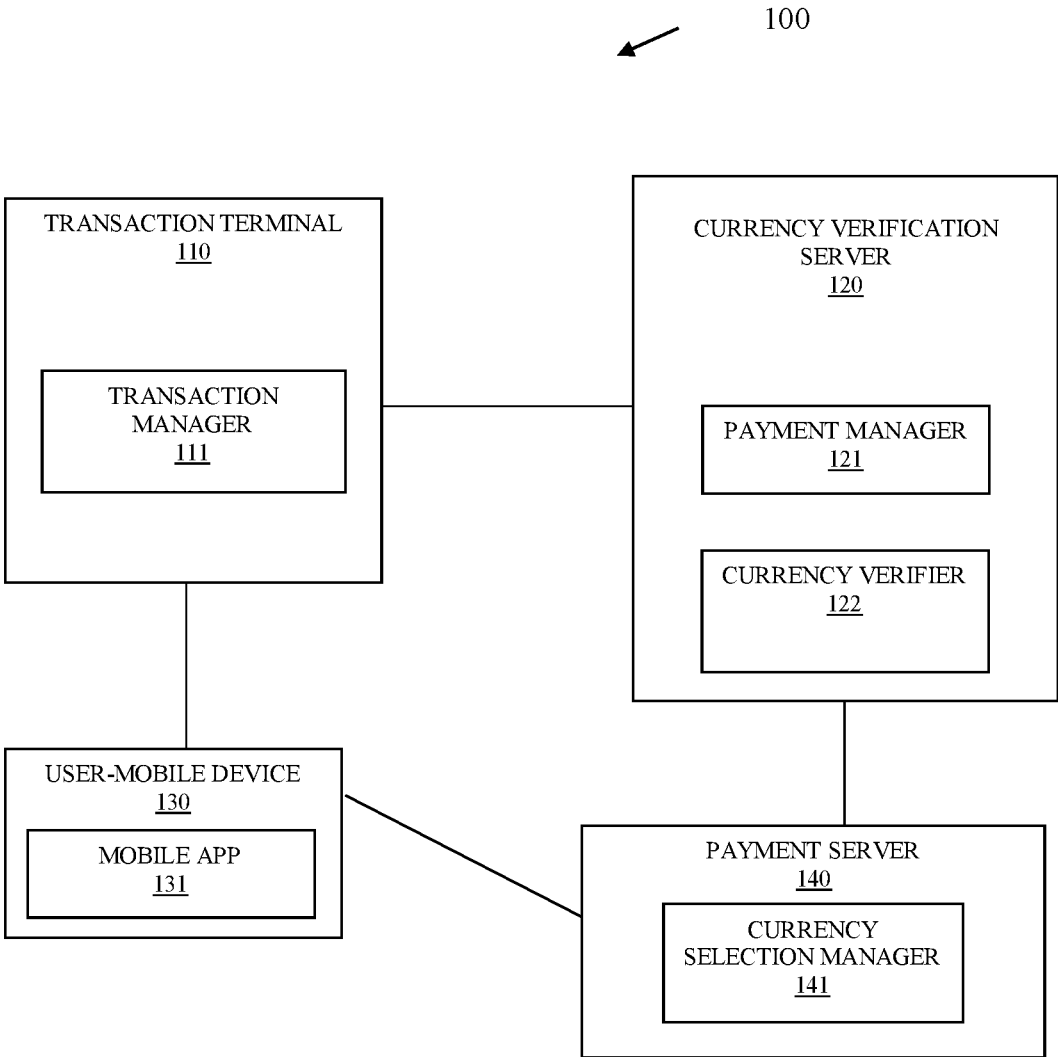 100
TRANSACTION TERMINAL
110
TRANSACTION
MANAGER
111
CURRENCY VERIFICATION
SERVER
120
PAYMENT MANAGER
121
CURRENCY VERIFIER
122
USER-MOBILE DEVICE
130
MOBILE APP
131
PAYMENT SERVER
140
CURRENCY
SELECTION MANAGER
141